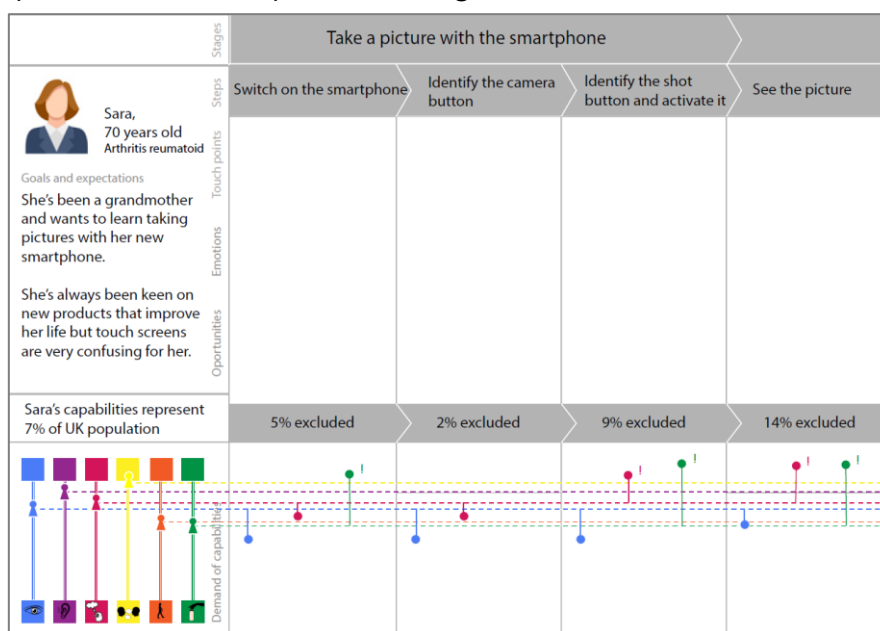 Stages
Take a picture with the smartphone
Steps
Switch on the smartphone
Identify the camera
button
Identify the shot
button and activate it
See the picture
Sara,
70 years old
Arthritis reumatoid
Goals and expectations
She's been a grandmother
and wants to learn taking
pictures with her new
smartphone.
She's always been keen on
new products that improve
her life but touch screens
are very confusing for her.
Touch points
Emotions
Oportunities
Sara's capabilities represent
7% of UK population
5% excluded
2% excluded
9% excluded
14% excluded
Demand of capabilities
!
!
!
!
!